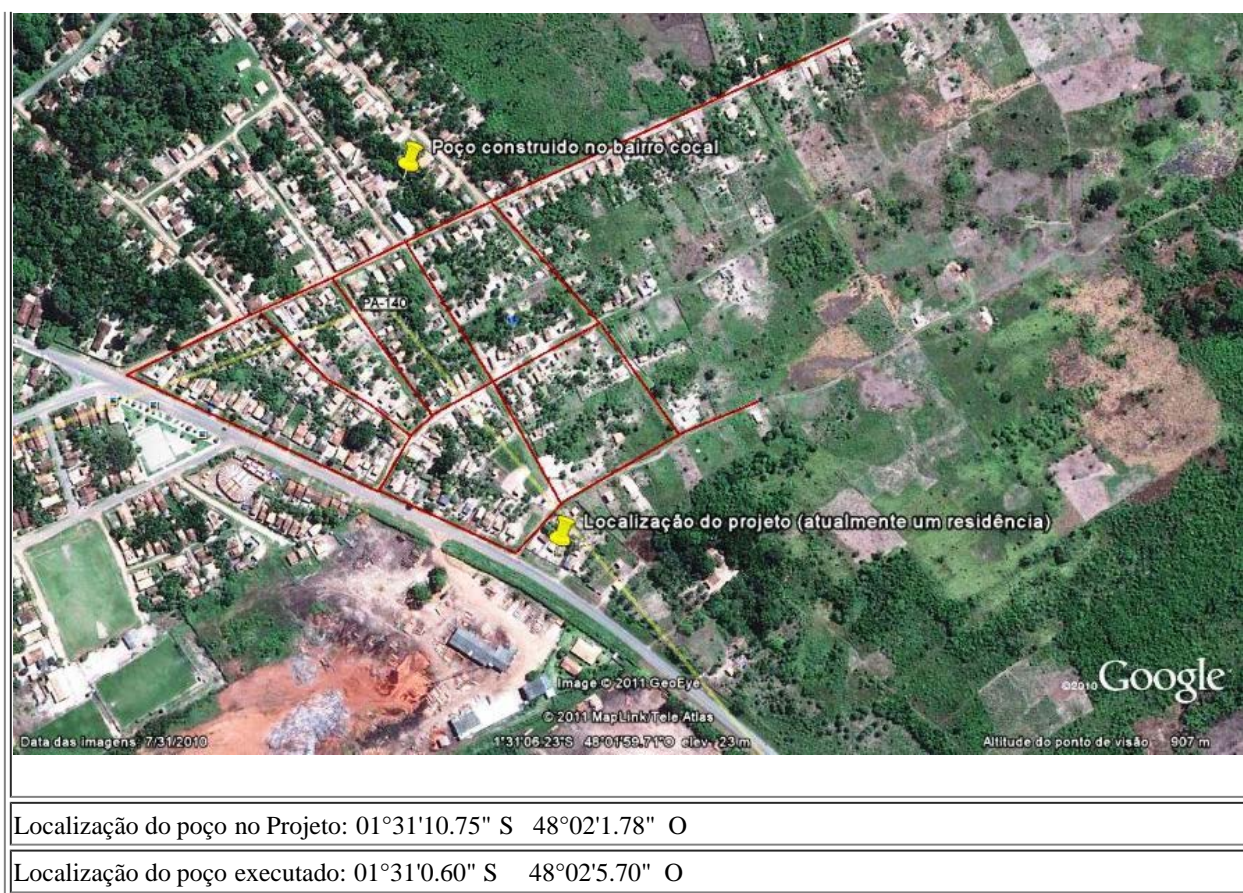 Poço construido no bairro cocal
PA-140
Localização do projeto (atualmente um residência)
Image © 2011 GeoEye
© 2011 MapLink/Tele Atlas
Data das imagens: 7/31/2010
1°31'06.23"S 48°01'59.71"O elev 23 m
©2010 Google
Altitude do ponto de visão 907 m
Localização do poço no Projeto: 01°31'10.75" S 48°02'1.78" O
Localização do poço executado: 01°31'0.60" S 48°02'5.70" O